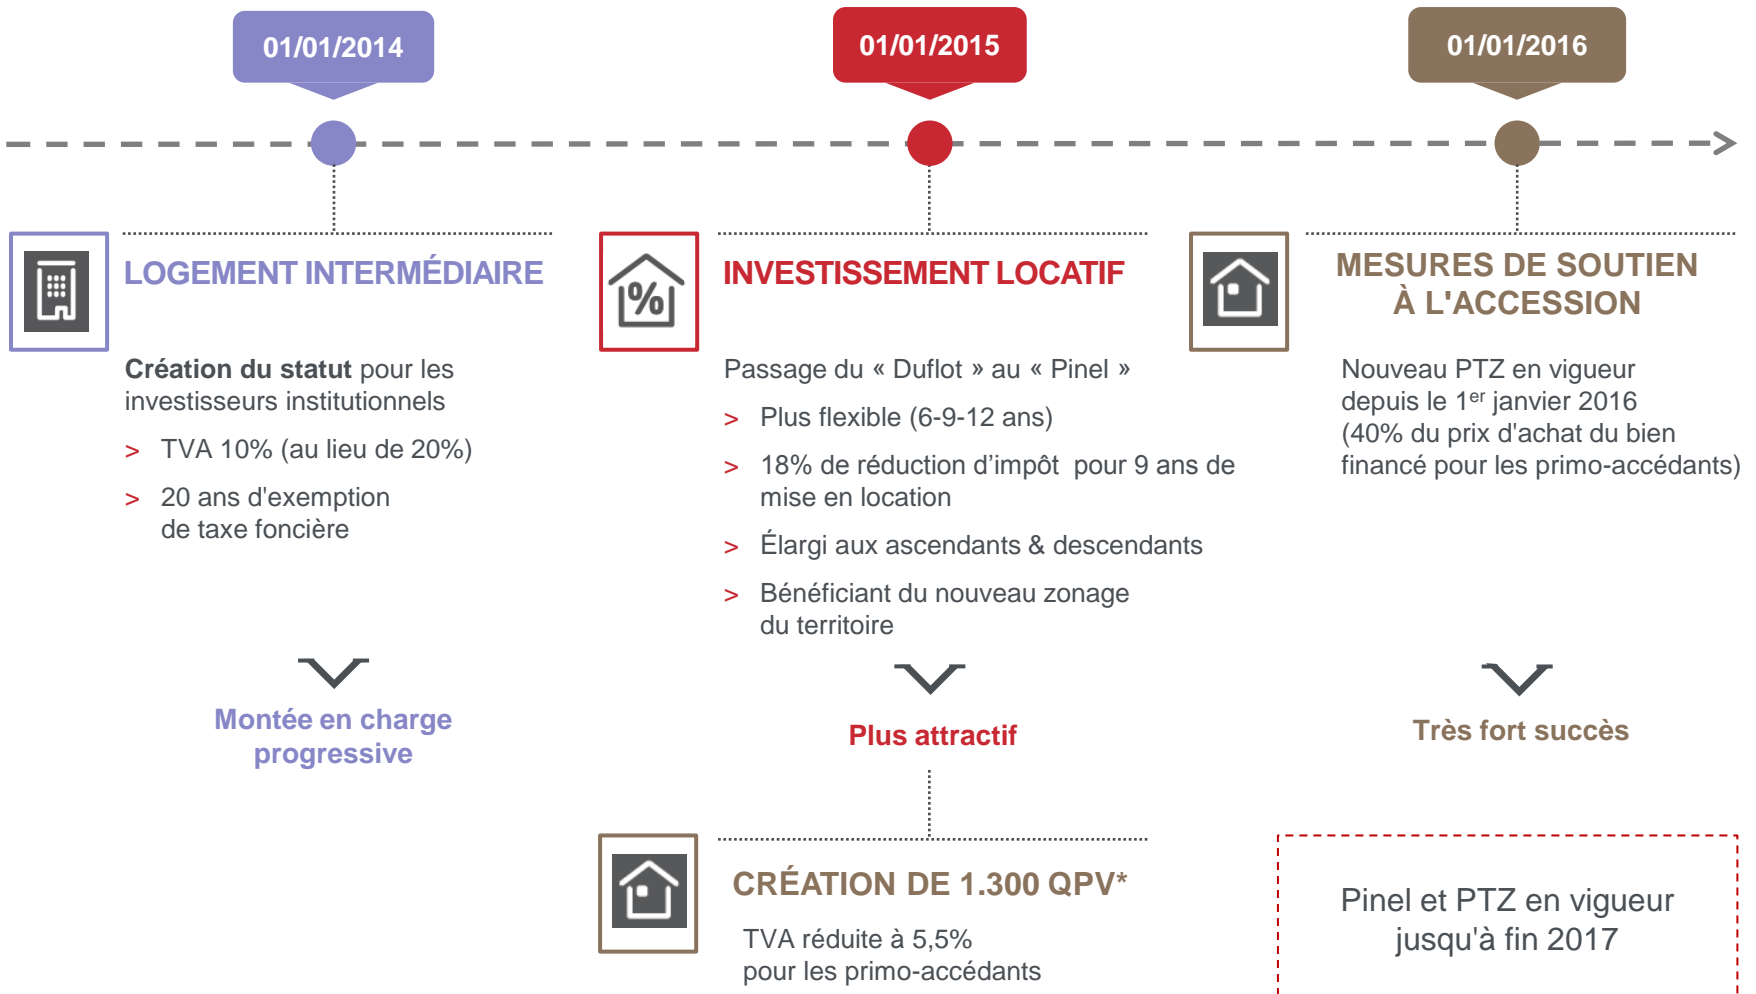 01/01/2014
01/01/2015
01/01/2016
LOGEMENT INTERMÉDIAIRE
Création du statut pour les
investisseurs institutionnels
> TVA 10% (au lieu de 20%)
> 20 ans d'exemption
de taxe foncière
Montée en charge
progressive
%
INVESTISSEMENT LOCATIF
Passage du « Duflot » au « Pinel »
> Plus flexible (6-9-12 ans)
> 18% de réduction d’impôt pour 9 ans de
mise en location
> Élargi aux ascendants & descendants
> Bénéficiant du nouveau zonage
du territoire
Plus attractif
CRÉATION DE 1.300 QPV*
TVA réduite à 5,5%
pour les primo-accédants
MESURES DE SOUTIEN
À L'ACCESSION
Nouveau PTZ en vigueur
depuis le 1er janvier 2016
(40% du prix d'achat du bien
financé pour les primo-accédants)
Très fort succès
Pinel et PTZ en vigueur
jusqu'à fin 2017